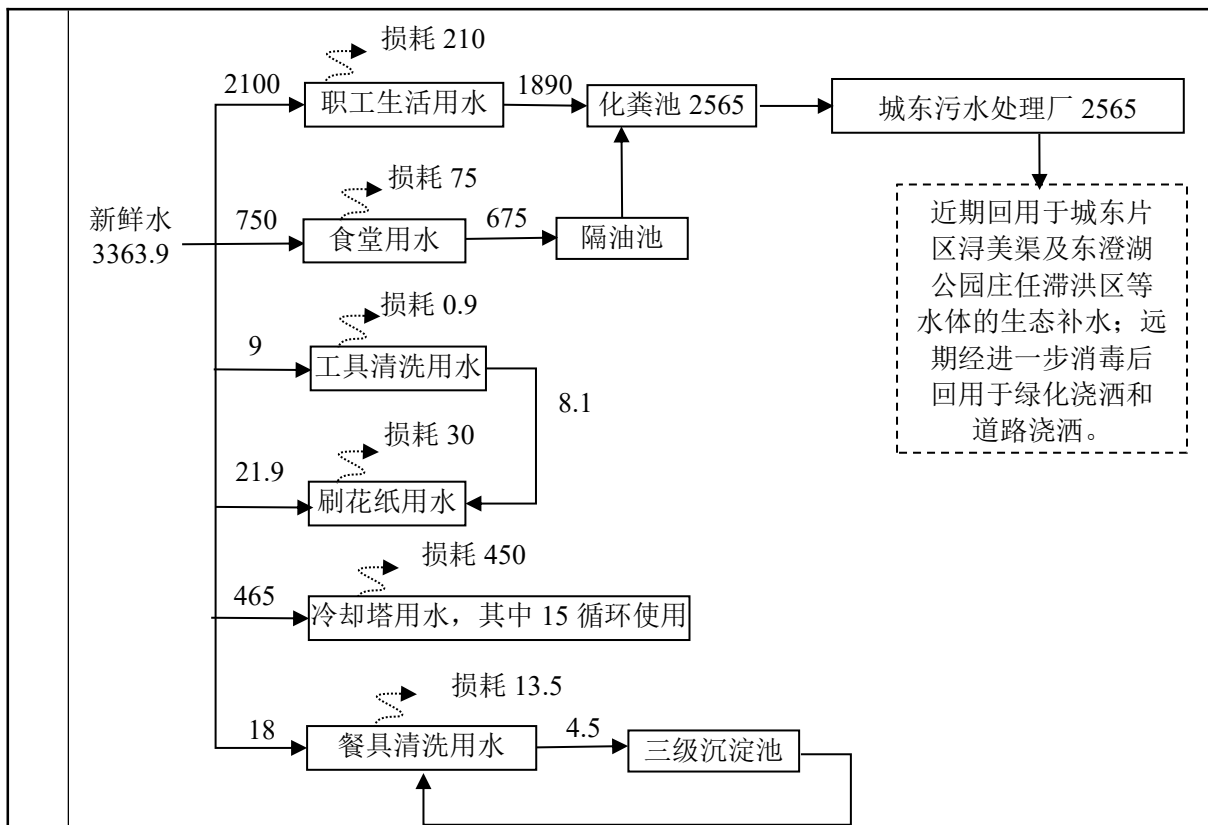 损耗 210
2100
职工生活用水
1890
化粪池 2565
城东污水处理厂 2565
损耗 75
新鲜水
3363.9
750
食堂用水
675
隔油池
近期回用于城东片
区浔美渠及东澄湖
公园庄任滞洪区等
水体的生态补水；远
期经进一步消毒后
回用于绿化浇洒和
道路浇洒。
损耗 0.9
9
工具清洗用水
8.1
损耗 30
21.9
刷花纸用水
损耗 450
465
冷却塔用水，其中 15 循环使用
损耗 13.5
18
餐具清洗用水
4.5
三级沉淀池